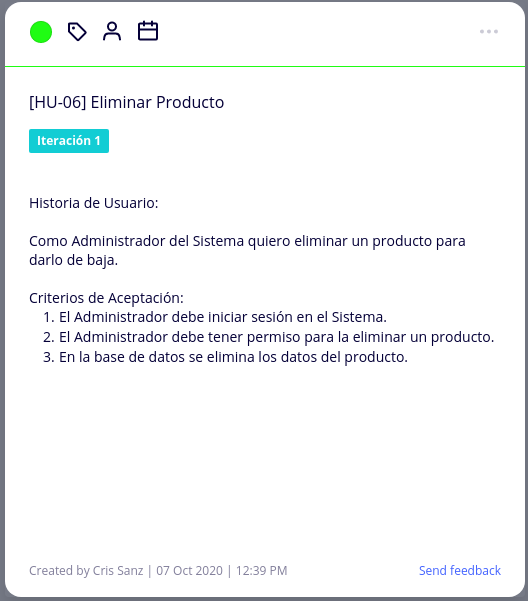 [HU-06] Eliminar Producto
Iteración 1
Historia de Usuario:
Como Administrador del Sistema quiero eliminar un producto para
darlo de baja.
Criterios de Aceptación:
1. El Administrador debe iniciar sesión en el Sistema.
2. El Administrador debe tener permiso para la eliminar un producto.
3. En la base de datos se elimina los datos del producto.
Created by Cris Sanz | 07 Oct 2020 | 12:39 PM
Send feedback